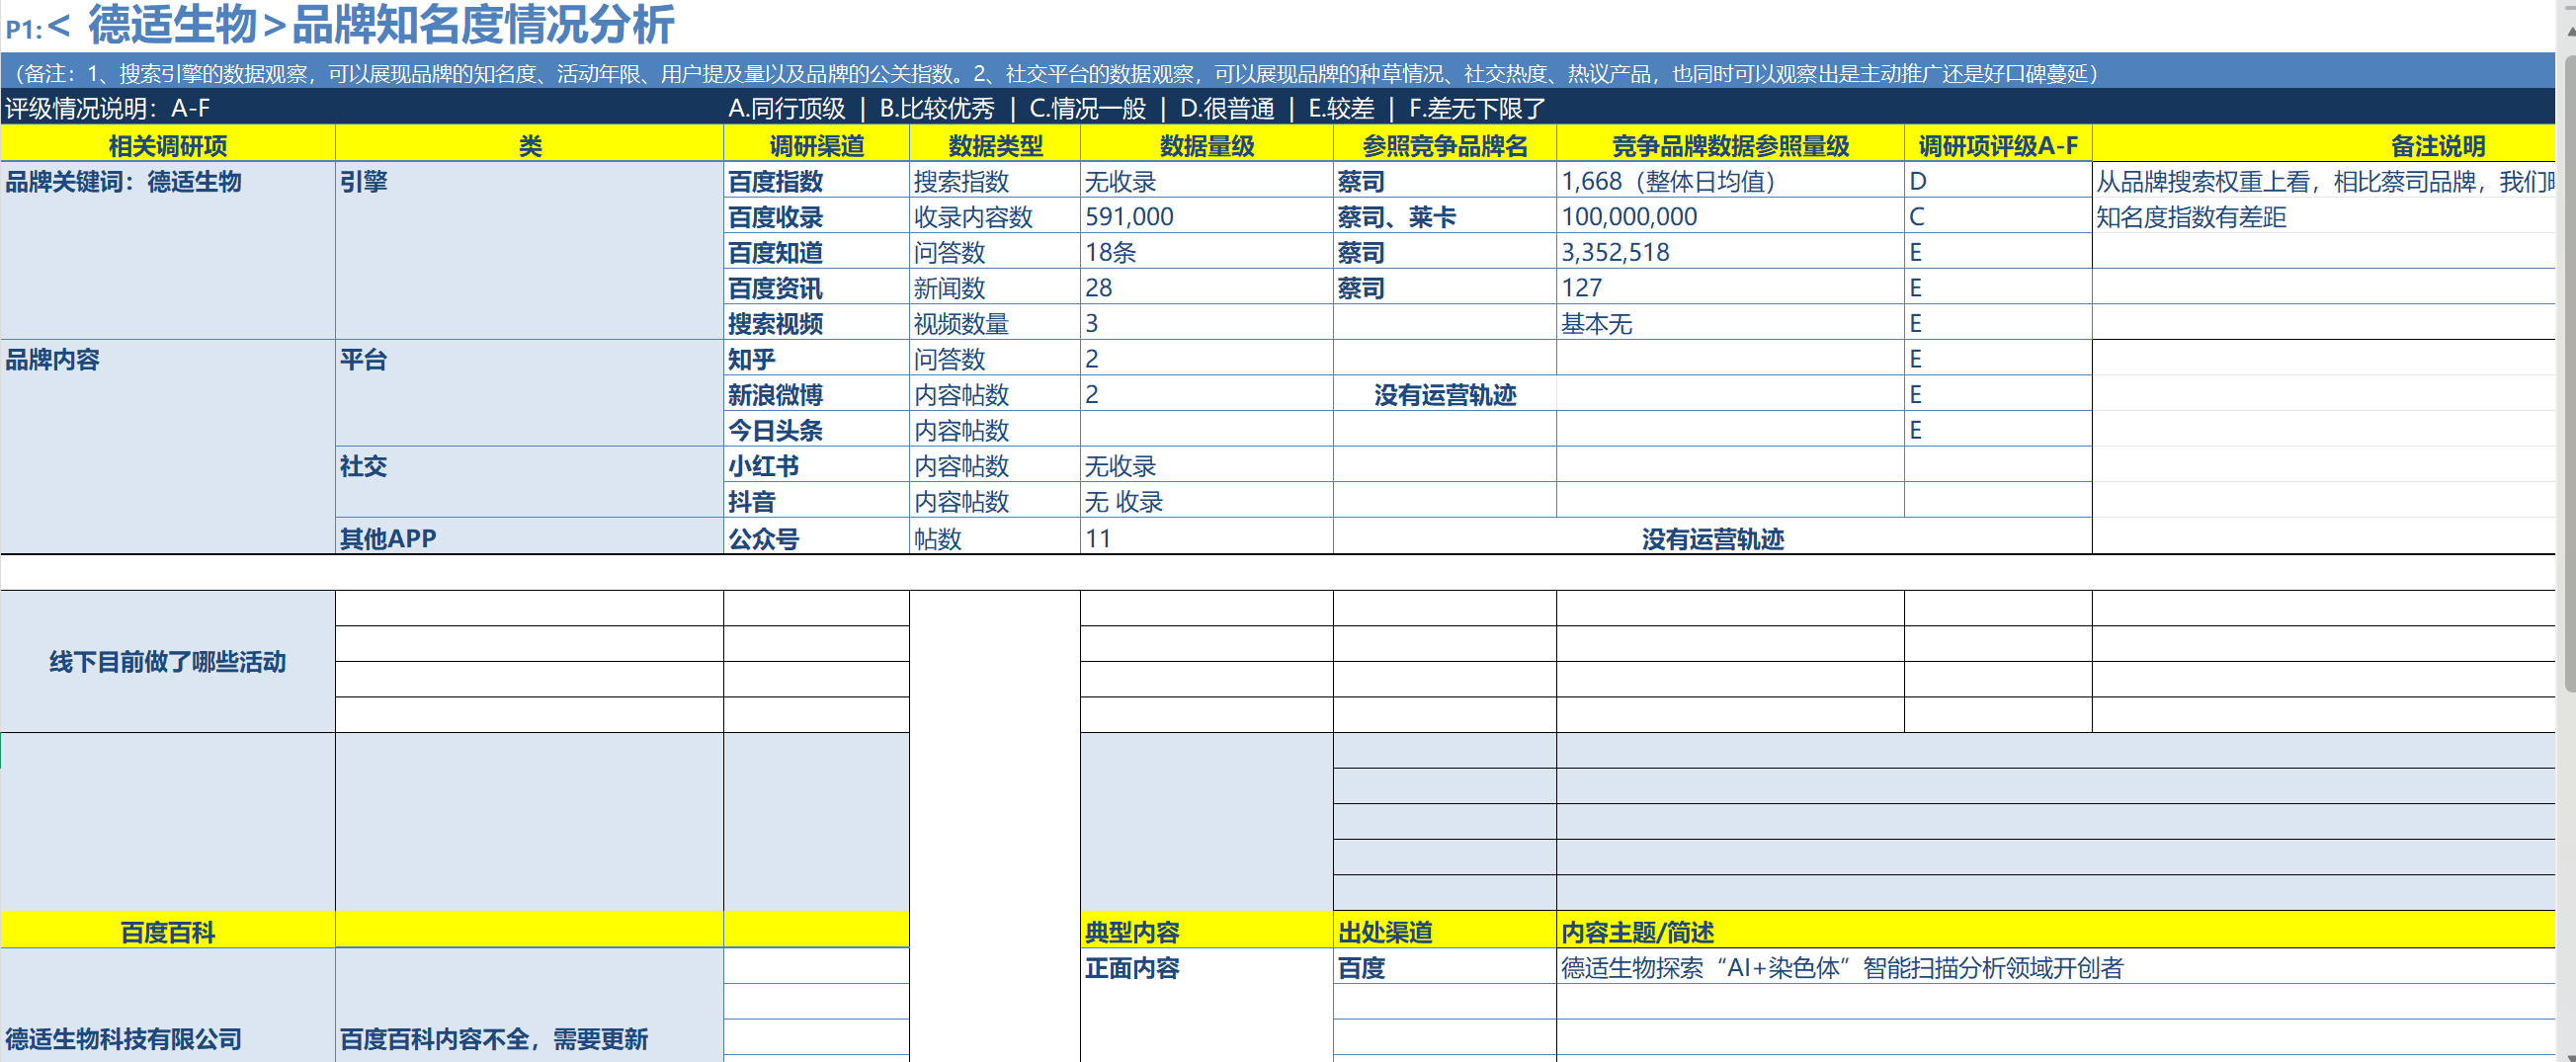 P1:< 德适生物>品牌知名度情况分析
（备注：1、搜索引擎的数据观察，可以展现品牌的知名度、活动年限、用户提及量以及品牌的公关指数。2、社交平台的数据观察，可以展现品牌的种草情况、社交热度、热议产品，也同时可以观察出是主动推广还是好口碑蔓延）
评级情况说明：A-F A.同行顶级 | B.比较优秀 | C.情况一般 | D.很普通 | E.较差 | F.差无下限了
相关调研项 类 调研渠道 数据类型 数据量级 参照竞争品牌名 竞争品牌数据参照量级 调研项评级A-F 备注说明
品牌关键词：德适生物 引擎 百度指数 搜索指数 无收录 蔡司 1,668（整体日均值） D 从品牌搜索权重上看，相比蔡司品牌，我们
百度收录 收录内容数 591,000 蔡司、莱卡 100,000,000 C 知名度指数有差距
百度知道 问答数 18条 蔡司 3,352,518 E
百度资讯 新闻数 28 蔡司 127 E
搜索视频 视频数量 3 基本无 E
品牌内容 平台 知乎 问答数 2 E
新浪微博 内容帖数 2 没有运营轨迹 E
今日头条 内容帖数 E
社交 小红书 内容帖数 无收录
抖音 内容帖数 无 收录
其他APP 公众号 帖数 11 没有运营轨迹
线下目前做了哪些活动
百度百科 典型内容 出处渠道 内容主题/简述
正面内容 百度 德适生物探索“AI+染色体”智能扫描分析领域开创者
德适生物科技有限公司 百度百科内容不全，需要更新